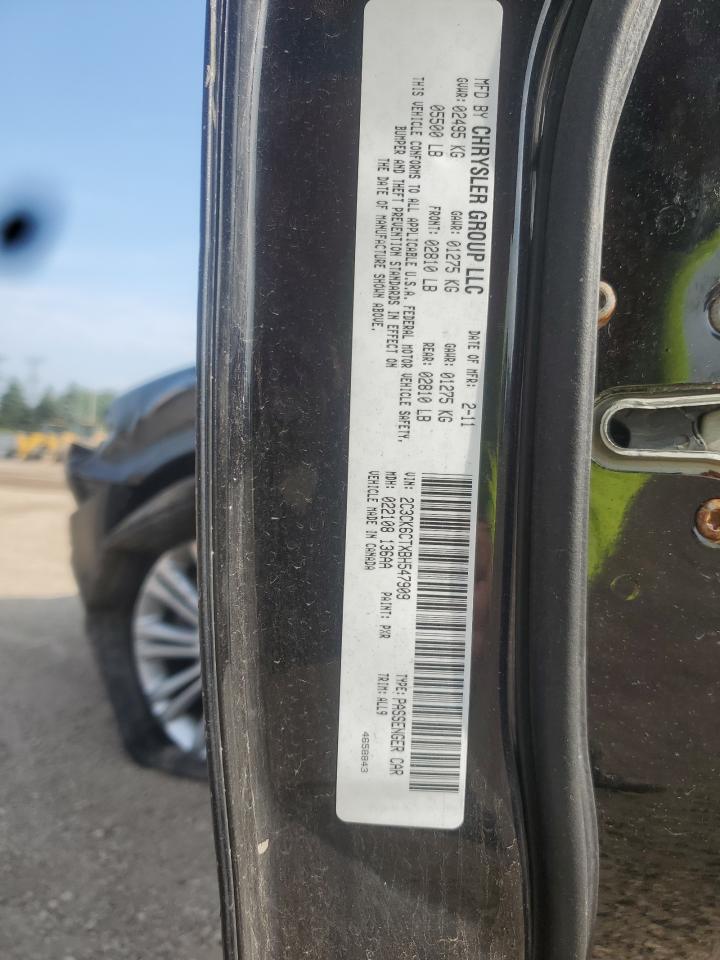 MFD BY CHRYSLER GROUP LLC DATE OF MFR: 2-11
GVWR: 02495 KG GAWR: 01275 KG GAWR: 01275 KG
05500 LB FRONT: 02810 LB REAR: 02810 LB
THIS VEHICLE CONFORMS TO ALL APPLICABLE U.S.A. FEDERAL MOTOR VEHICLE SAFETY,
BUMPER AND THEFT PREVENTION STANDARDS IN EFFECT ON
THE DATE OF MANUFACTURE SHOWN ABOVE.
VIN: 2C3CK6CTXBH547909 TYPE: PASSENGER CAR
MDH: 022108 136AA PAINT: PXR TRIM: ALL9
VEHICLE MADE IN CANADA 4658843